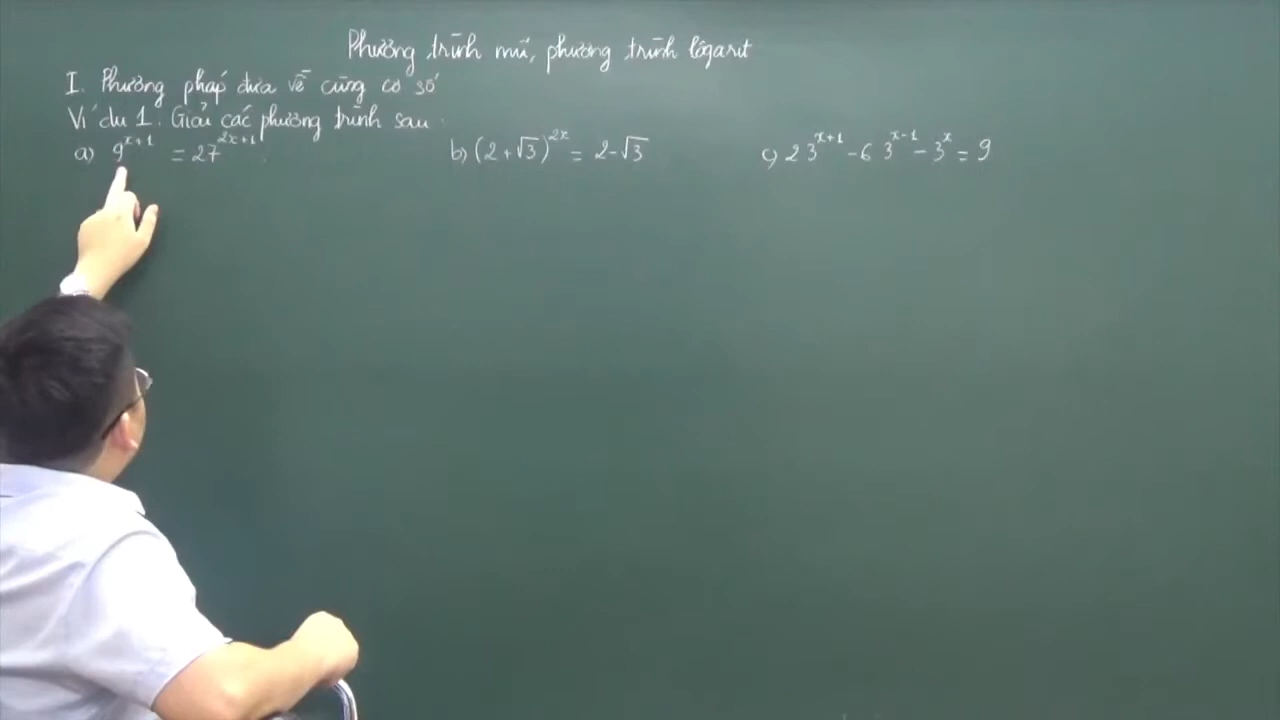 Phương trình mũ, phương trình lôgarit
I. Phương pháp đưa về cùng cơ số
Ví dụ 1. Giải các phương trình sau:
a) 9^{x+1} = 27^{2x+1} b) (2+√3)^{2x} = 2-√3 c) 2 3^{x+1} - 6 3^{x-1} - 3^x = 9